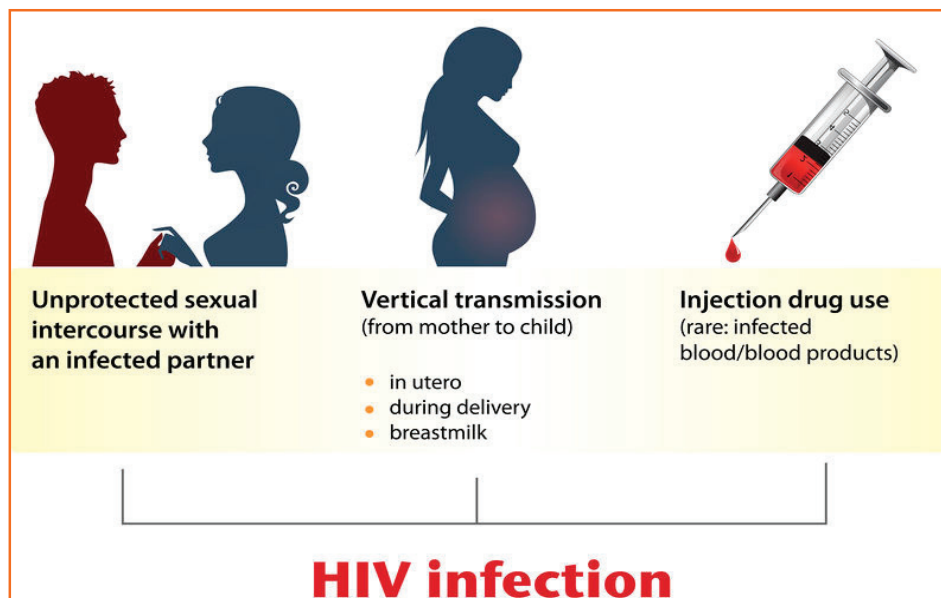 Unprotected sexual
intercourse with
an infected partner
Vertical transmission
(from mother to child)
• in utero
• during delivery
• breastmilk
Injection drug use
(rare: infected
blood/blood products)
HIV infection